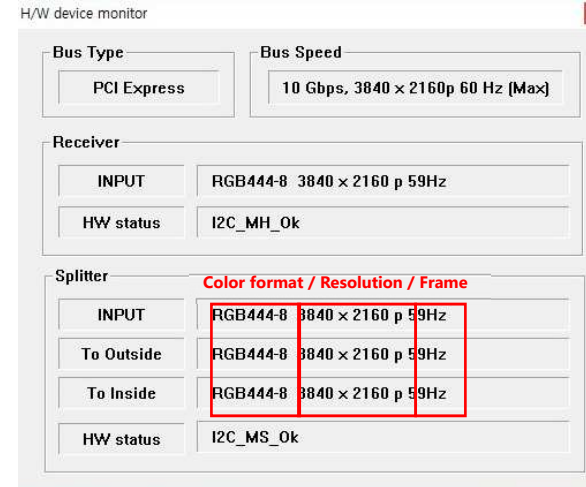 H/W device monitor
Bus Type
Bus Speed
PCI Express
10 Gbps, 3840 × 2160p 60 Hz (Max)
Receiver
INPUT
RGB444-8 3840 × 2160 p 59Hz
HW status
I2C_MH_Ok
Splitter
Color format / Resolution / Frame
INPUT
RGB444-8 3840 × 2160 p 59Hz
To Outside
RGB444-8 3840 × 2160 p 59Hz
To Inside
RGB444-8 3840 × 2160 p 59Hz
HW status
I2C_MS_Ok